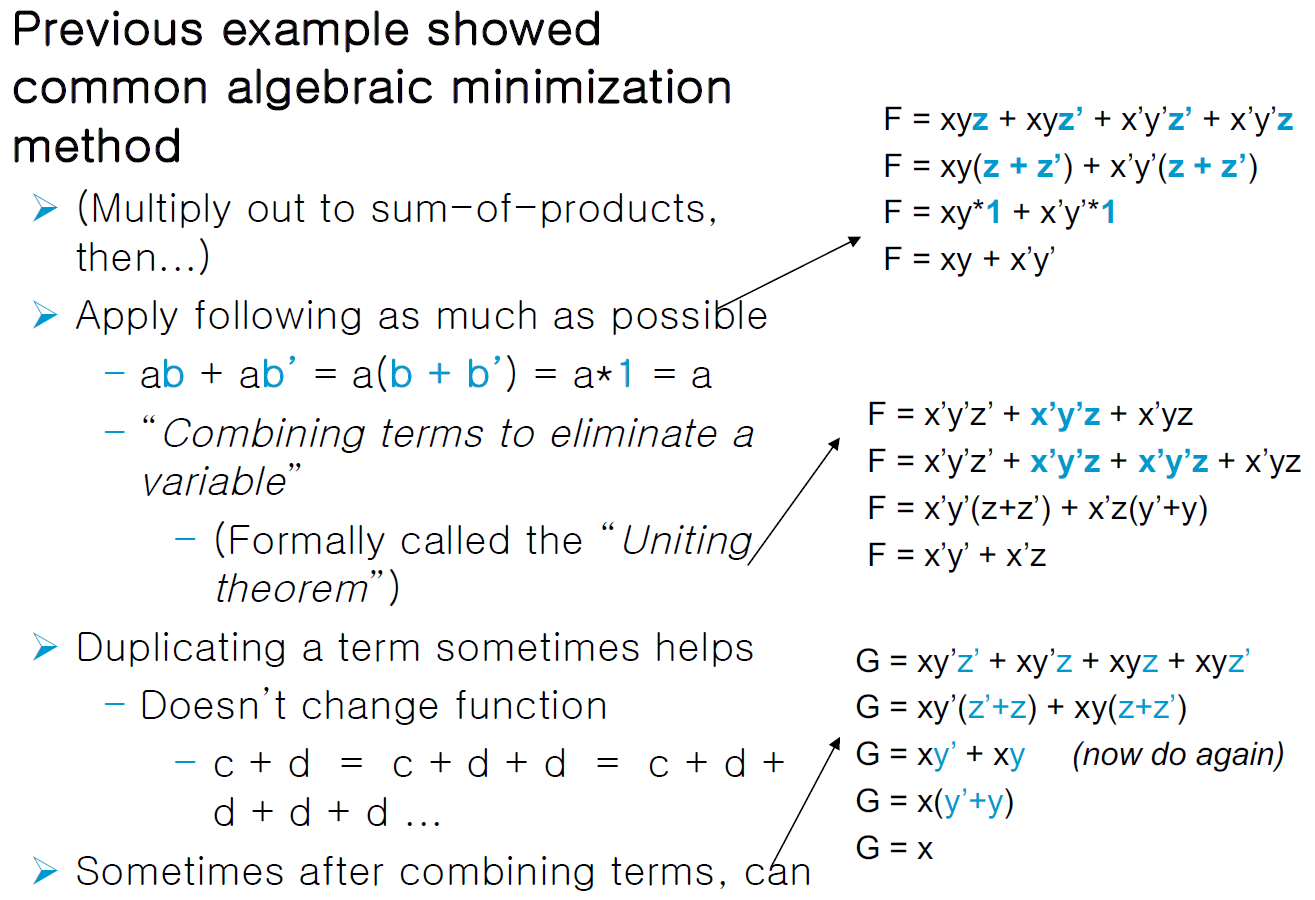 Previous example showed
common algebraic minimization
method
(Multiply out to sum-of-products,
then...)
Apply following as much as possible
– ab + ab’ = a(b + b’) = a*1 = a
– “Combining terms to eliminate a
variable”
– (Formally called the “Uniting
theorem”)
Duplicating a term sometimes helps
– Doesn’t change function
– c + d = c + d + d = c + d +
d + d + d ...
Sometimes after combining terms, can
F = xyz + xyz’ + x’y’z’ + x’y’z
F = xy(z + z’) + x’y’(z + z’)
F = xy*1 + x’y’*1
F = xy + x’y’
F = x’y’z’ + x’y’z + x’yz
F = x’y’z’ + x’y’z + x’y’z + x’yz
F = x’y’(z+z’) + x’z(y’+y)
F = x’y’ + x’z
G = xy’z’ + xy’z + xyz + xyz’
G = xy’(z’+z) + xy(z+z’)
G = xy’ + xy (now do again)
G = x(y’+y)
G = x